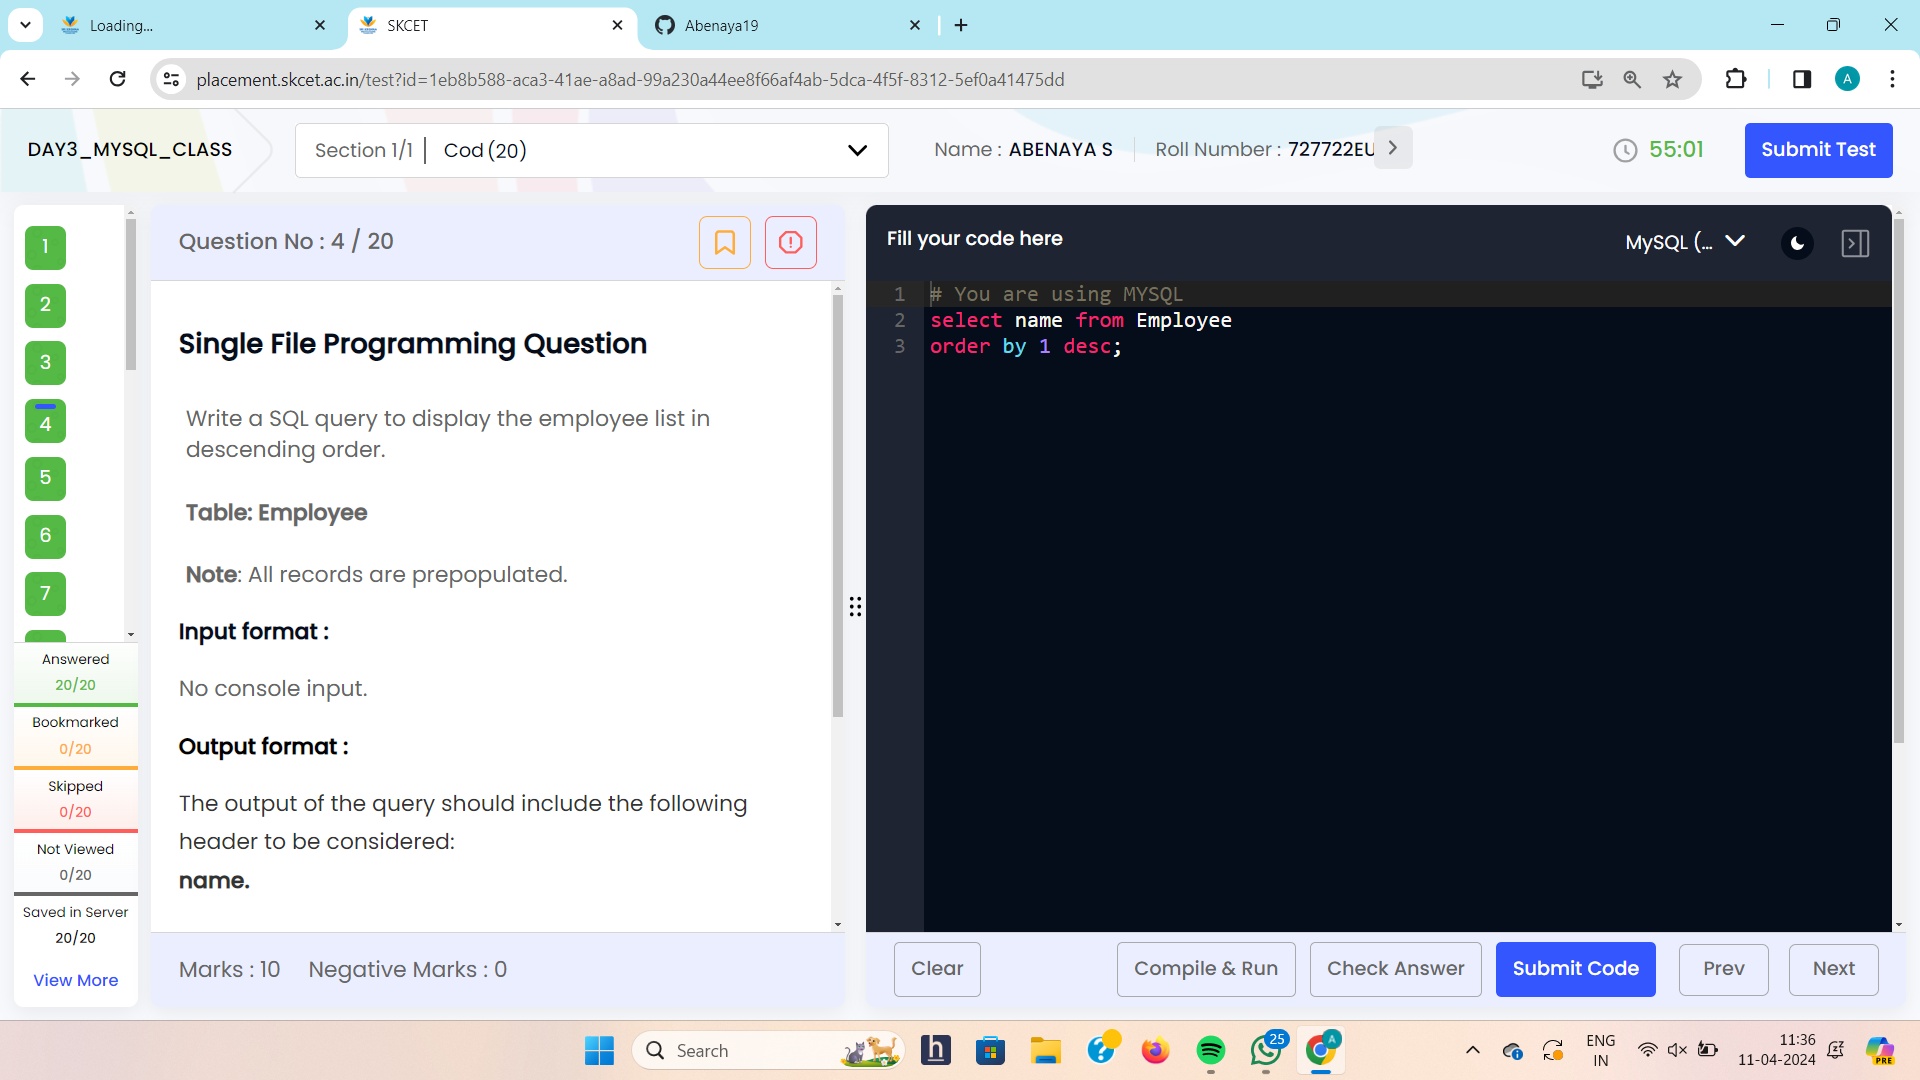 Loading...
SKCET
Abenaya19
placement.skcet.ac.in/test?id=1eb8b588-aca3-41ae-a8ad-99a230a44ee8f66af4ab-5dca-4f5f-8312-5ef0a41475dd
A
DAY3_MYSQL_CLASS
Section 1/1 | Cod (20)
Name : ABENAYA S
Roll Number : 727722EU
55:01
Submit Test
1
2
3
4
5
6
7
Answered
20/20
Bookmarked
0/20
Skipped
0/20
Not Viewed
0/20
Saved in Server
20/20
View More
Question No : 4 / 20
Single File Programming Question
Write a SQL query to display the employee list in
descending order.
Table: Employee
Note: All records are prepopulated.
Input format :
No console input.
Output format :
The output of the query should include the following
header to be considered:
name.
Marks : 10 Negative Marks : 0
Fill your code here
MySQL (...
1 # You are using MYSQL
2 select name from Employee
3 order by 1 desc;
Clear
Compile & Run
Check Answer
Submit Code
Prev
Next
Search
h
25
A
ENG
IN
11:36
11-04-2024
PRE